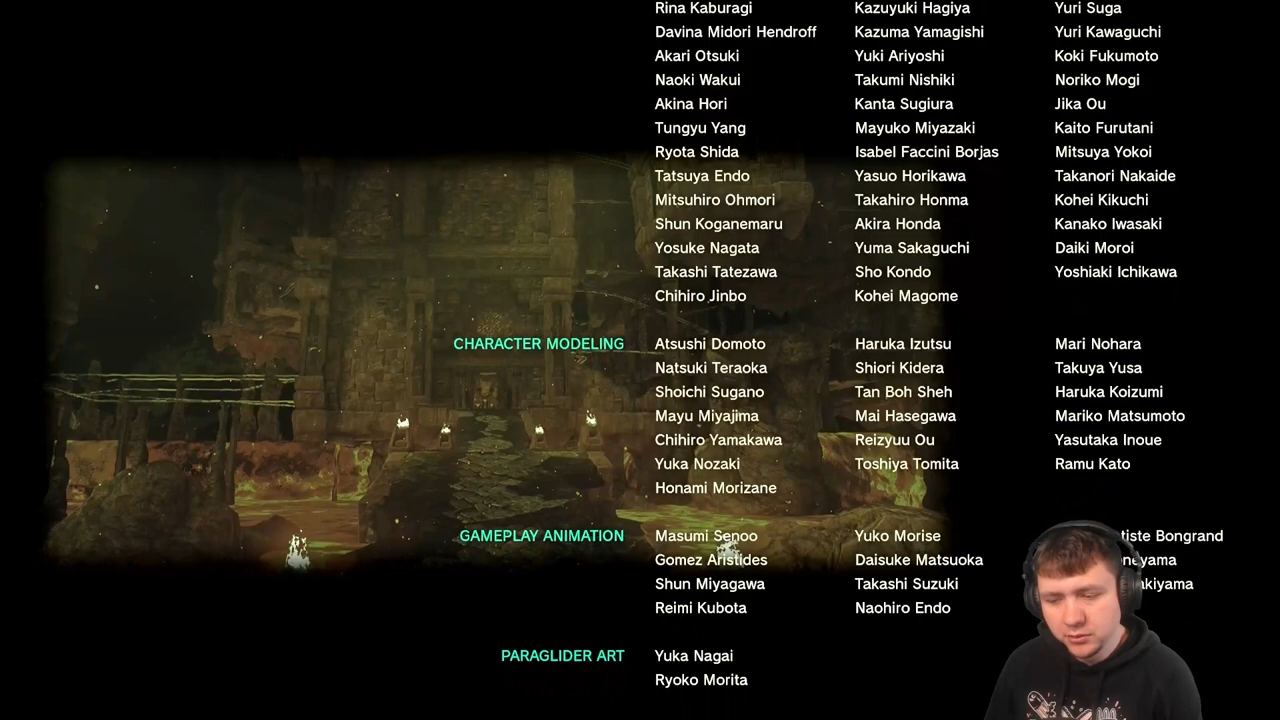 Rina Kaburagi Kazuyuki Hagiya Yuri Suga
Davina Midori Hendroff Kazuma Yamagishi Yuri Kawaguchi
Akari Otsuki Yuki Ariyoshi Koki Fukumoto
Naoki Wakui Takumi Nishiki Noriko Mogi
Akina Hori Kanta Sugiura Jika Ou
Tungyu Yang Mayuko Miyazaki Kaito Furutani
Ryota Shida Isabel Faccini Borjas Mitsuya Yokoi
Tatsuya Endo Yasuo Horikawa Takanori Nakaide
Mitsuhiro Ohmori Takahiro Honma Kohei Kikuchi
Shun Koganemaru Akira Honda Kanako Iwasaki
Yosuke Nagata Yuma Sakaguchi Daiki Moroi
Takashi Tatezawa Sho Kondo Yoshiaki Ichikawa
Chihiro Jinbo Kohei Magome
CHARACTER MODELING Atsushi Domoto Haruka Izutsu Mari Nohara
Natsuki Teraoka Shiori Kidera Takuya Yusa
Shoichi Sugano Tan Boh Sheh Haruka Koizumi
Mayu Miyajima Mai Hasegawa Mariko Matsumoto
Chihiro Yamakawa Reizyuu Ou Yasutaka Inoue
Yuka Nozaki Toshiya Tomita Ramu Kato
Honami Morizane
GAMEPLAY ANIMATION Masumi Senoo Yuko Morise Bongrand
Gomez Aristides Daisuke Matsuoka
Shun Miyagawa Takashi Suzuki
Reimi Kubota Naohiro Endo
PARAGLIDER ART Yuka Nagai
Ryoko Morita